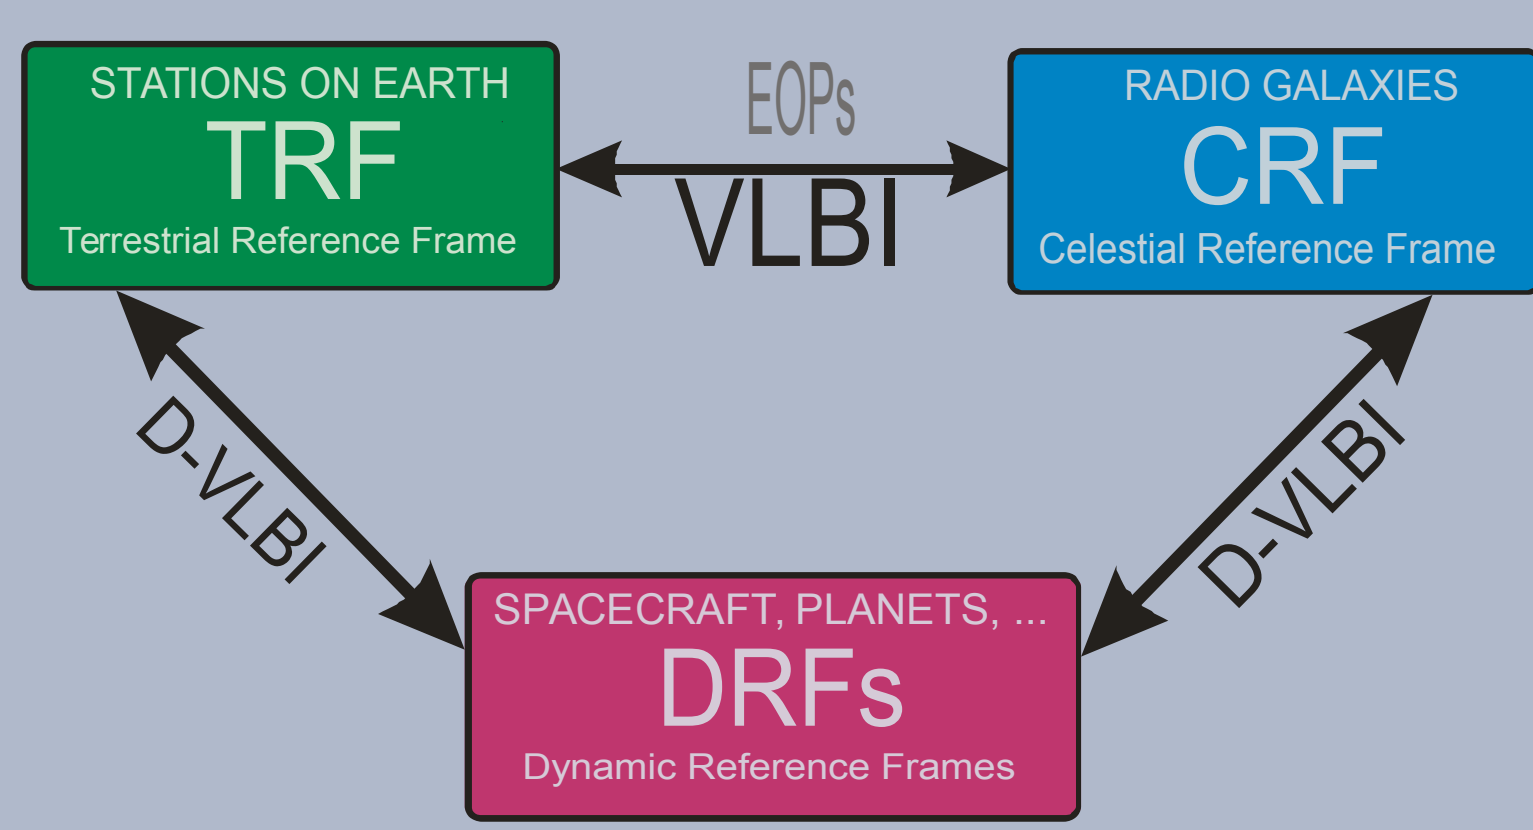 STATIONS ON EARTH
TRF
Terrestrial Reference Frame
EOPs
VLBI
RADIO GALAXIES
CRF
Celestial Reference Frame
D-VLBI
D-VLBI
SPACECRAFT, PLANETS, ...
DRFs
Dynamic Reference Frames